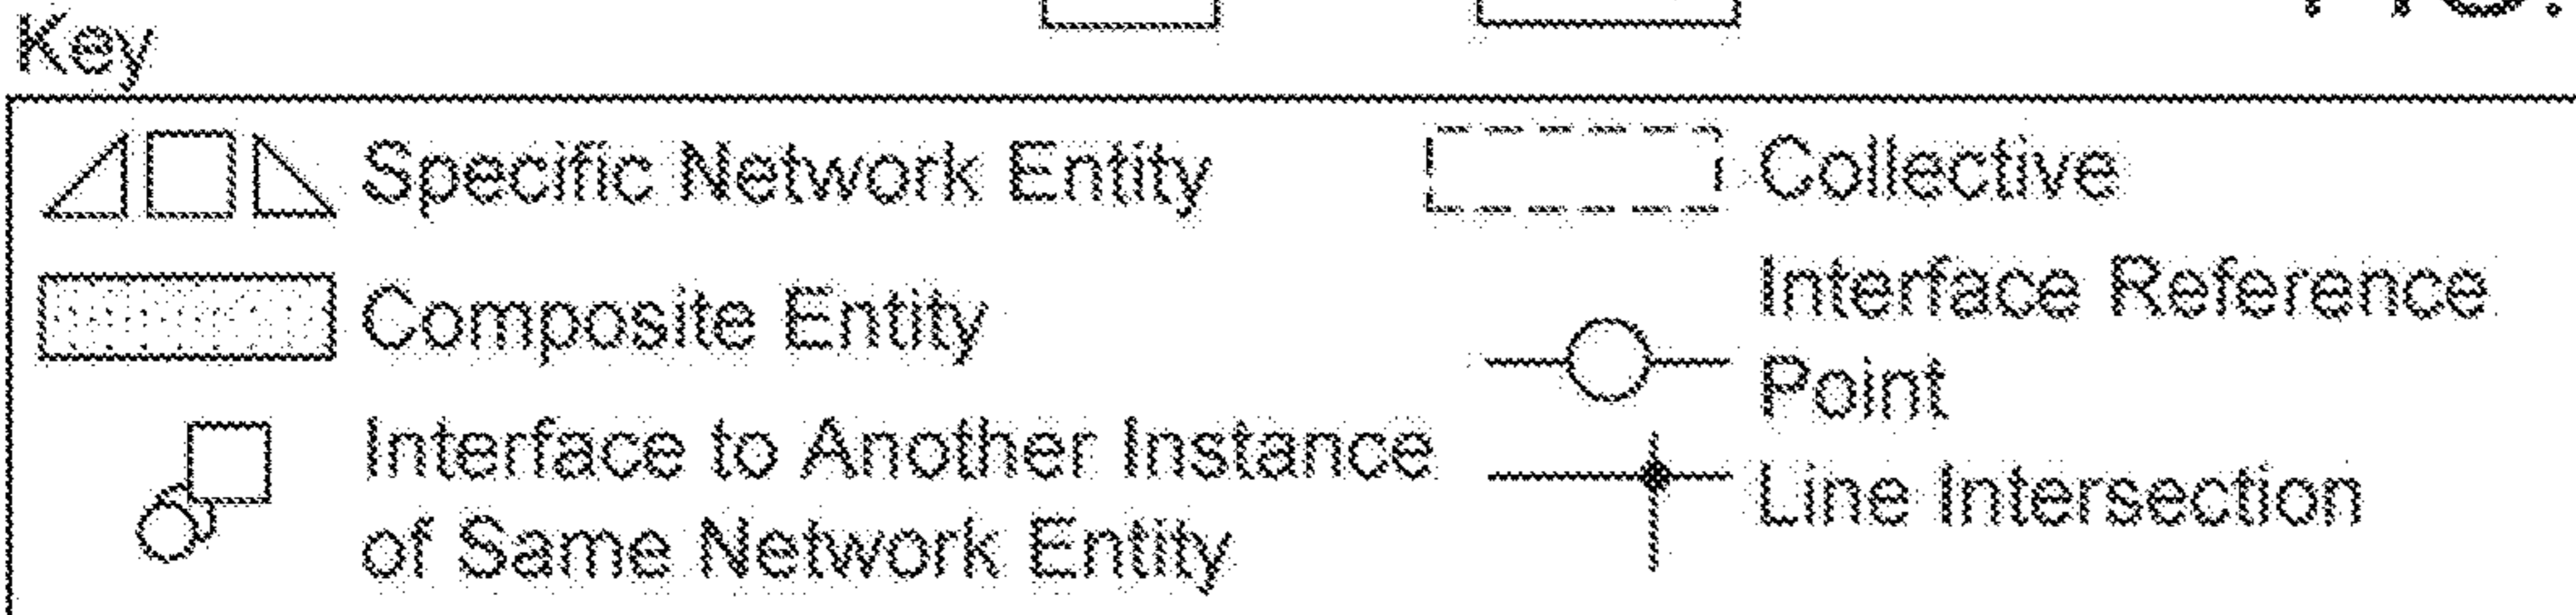 Key
Specific Network Entity
Composite Entity
Interface to Another Instance
of Same Network Entity
Collective
Interface Reference
Point
Line Intersection